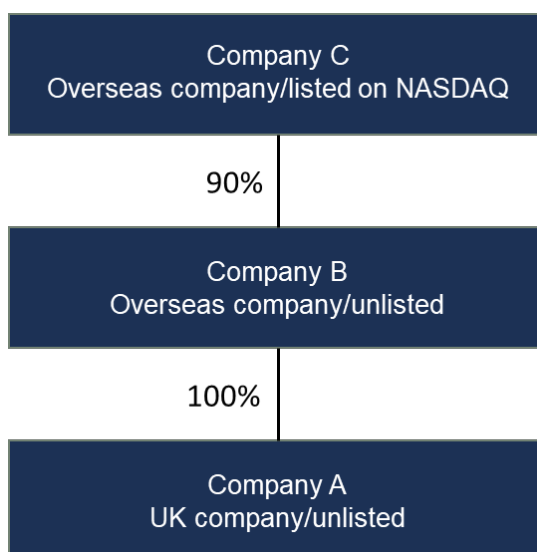 Company C
Overseas company/listed on NASDAQ
90%
Company B
Overseas company/unlisted
100%
Company A
UK company/unlisted